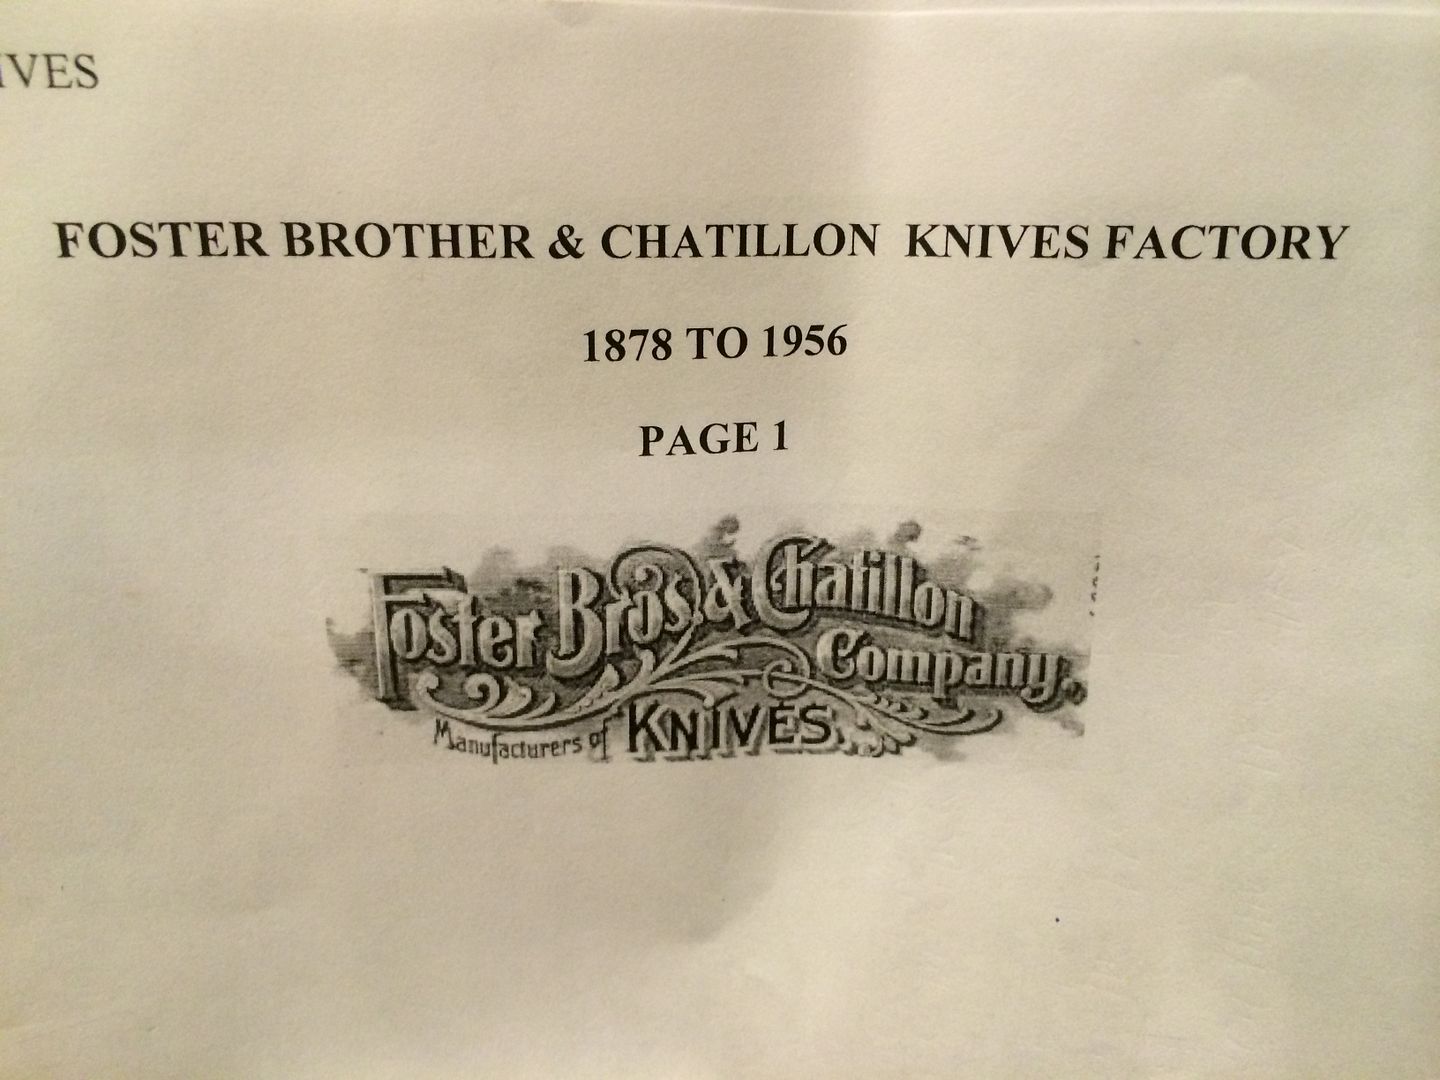 IVES
FOSTER BROTHER & CHATILLON KNIVES FACTORY
1878 TO 1956
PAGE 1
Foster Bros. & Chatillon
Company.
Manufacturers of KNIVES